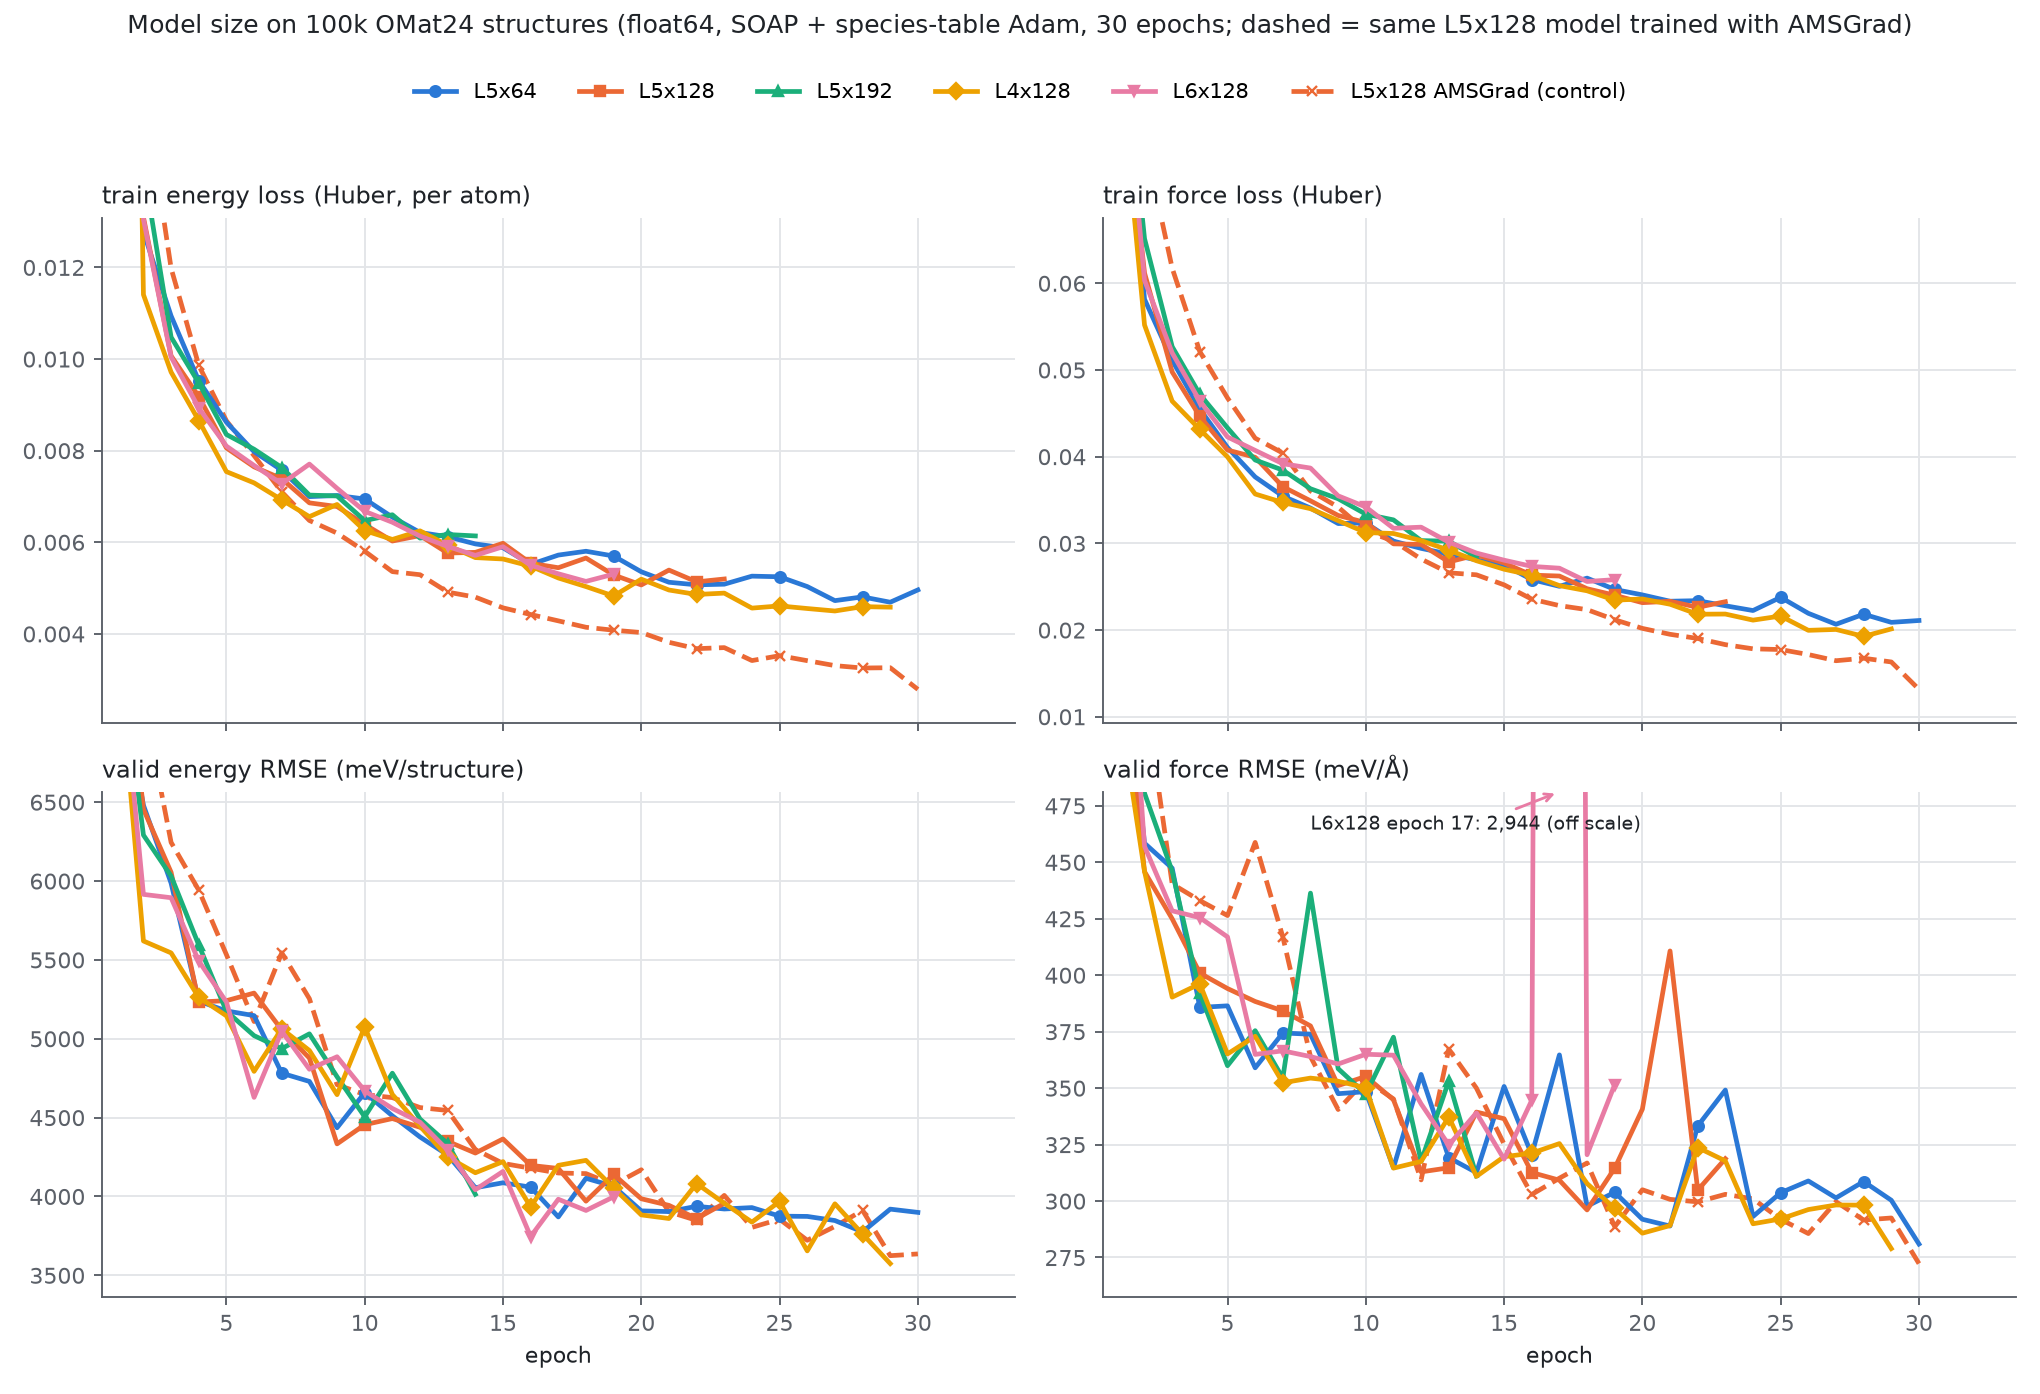 Model size on 100k OMat24 structures (float64, SOAP + species-table Adam, 30 epochs; dashed = same L5x128 model trained with AMSGrad)
L5x64 L5x128 L5x192 L4x128 L6x128 L5x128 AMSGrad (control)
train energy loss (Huber, per atom)
0.012
0.010
0.008
0.006
0.004
train force loss (Huber)
0.06
0.05
0.04
0.03
0.02
0.01
valid energy RMSE (meV/structure)
6500
6000
5500
5000
4500
4000
3500
5 10 15 20 25 30
epoch
valid force RMSE (meV/Å)
L6x128 epoch 17: 2,944 (off scale)
475
450
425
400
375
350
325
300
275
5 10 15 20 25 30
epoch